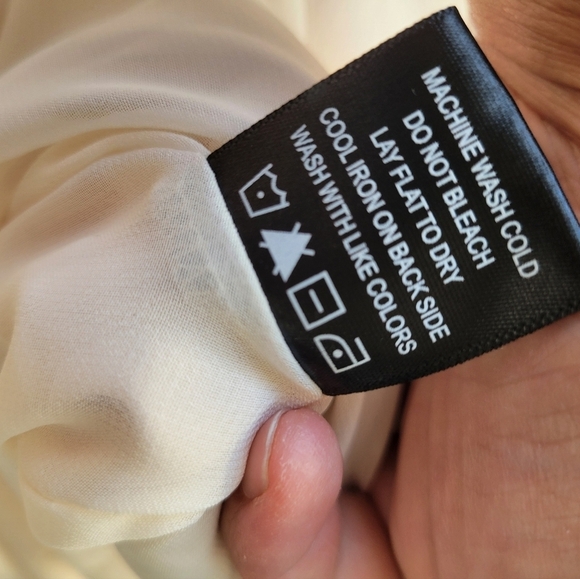 MACHINE WASH COLD
DO NOT BLEACH
LAY FLAT TO DRY
COOL IRON ON BACK SIDE
WASH WITH LIKE COLORS